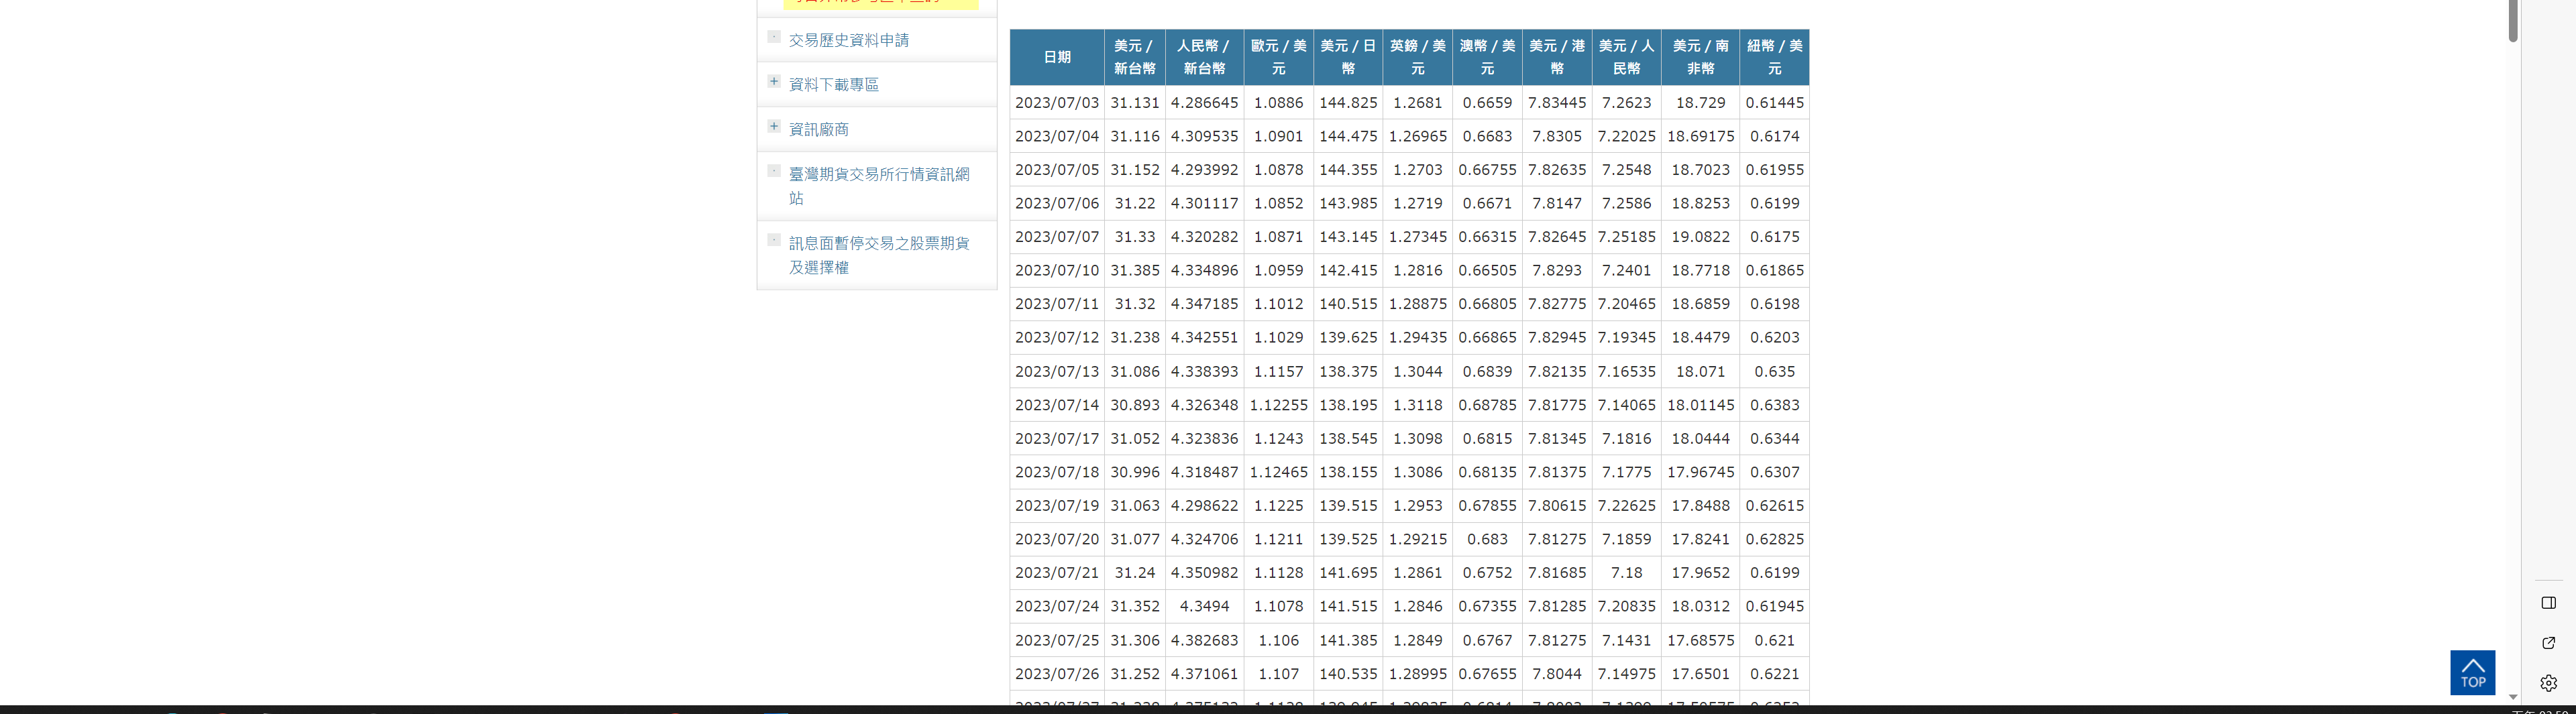 交易歷史資料申請
資料下載專區
資訊廠商
臺灣期貨交易所行情資訊網
站
訊息面暫停交易之股票期貨
及選擇權
日期 美元 / 新台幣 人民幣 / 新台幣 歐元 / 美元 美元 / 日幣 英鎊 / 美元 澳幣 / 美元 美元 / 港幣 美元 / 人民幣 美元 / 南非幣 紐幣 / 美元
2023/07/03 31.131 4.286645 1.0886 144.825 1.2681 0.6659 7.83445 7.2623 18.729 0.61445
2023/07/04 31.116 4.309535 1.0901 144.475 1.26965 0.6683 7.8305 7.22025 18.69175 0.6174
2023/07/05 31.152 4.293992 1.0878 144.355 1.2703 0.66755 7.82635 7.2548 18.7023 0.61955
2023/07/06 31.22 4.301117 1.0852 143.985 1.2719 0.6671 7.8147 7.2586 18.8253 0.6199
2023/07/07 31.33 4.320282 1.0871 143.145 1.27345 0.66315 7.82645 7.25185 19.0822 0.6175
2023/07/10 31.385 4.334896 1.0959 142.415 1.2816 0.66505 7.8293 7.2401 18.7718 0.61865
2023/07/11 31.32 4.347185 1.1012 140.515 1.28875 0.66805 7.82775 7.20465 18.6859 0.6198
2023/07/12 31.238 4.342551 1.1029 139.625 1.29435 0.66865 7.82945 7.19345 18.4479 0.6203
2023/07/13 31.086 4.338393 1.1157 138.375 1.3044 0.6839 7.82135 7.16535 18.071 0.635
2023/07/14 30.893 4.326348 1.12255 138.195 1.3118 0.68785 7.81775 7.14065 18.01145 0.6383
2023/07/17 31.052 4.323836 1.1243 138.545 1.3098 0.6815 7.81345 7.1816 18.0444 0.6344
2023/07/18 30.996 4.318487 1.12465 138.155 1.3086 0.68135 7.81375 7.1775 17.96745 0.6307
2023/07/19 31.063 4.298622 1.1225 139.515 1.2953 0.67855 7.80615 7.22625 17.8488 0.62615
2023/07/20 31.077 4.324706 1.1211 139.525 1.29215 0.683 7.81275 7.1859 17.8241 0.62825
2023/07/21 31.24 4.350982 1.1128 141.695 1.2861 0.6752 7.81685 7.18 17.9652 0.6199
2023/07/24 31.352 4.3494 1.1078 141.515 1.2846 0.67355 7.81285 7.20835 18.0312 0.61945
2023/07/25 31.306 4.382683 1.106 141.385 1.2849 0.6767 7.81275 7.1431 17.68575 0.621
2023/07/26 31.252 4.371061 1.107 140.535 1.28995 0.67655 7.8044 7.14975 17.6501 0.6221
TOP